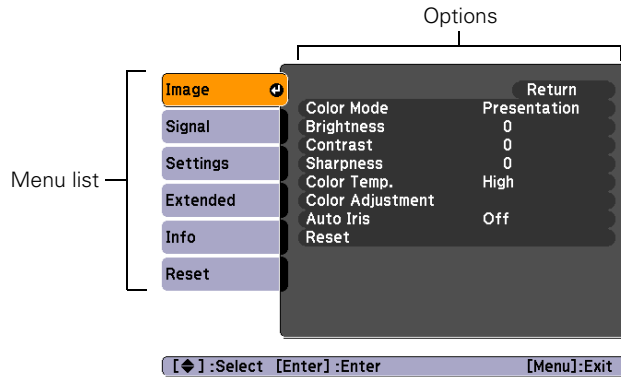 Options
Menu list
Image
Signal
Settings
Extended
Info
Reset
Return
Color Mode Presentation
Brightness 0
Contrast 0
Sharpness 0
Color Temp. High
Color Adjustment
Auto Iris Off
Reset
[◆] :Select [Enter] :Enter [Menu]:Exit